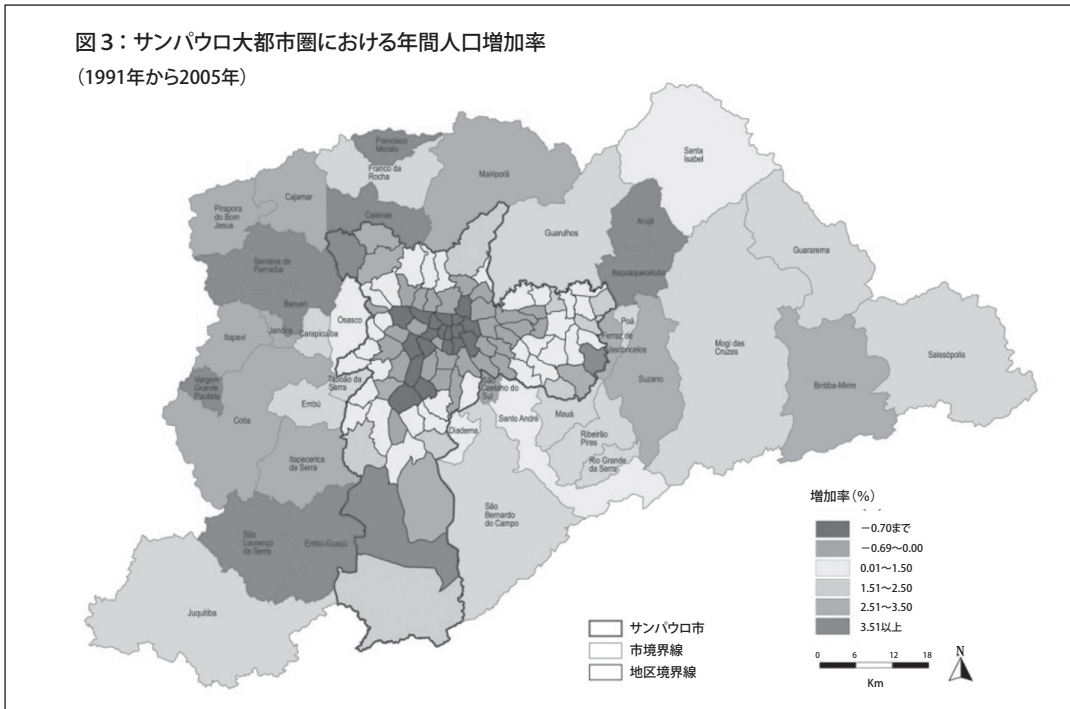 図3：サンパウロ大都市圏における年間人口増加率
（1991年から2005年）
Francisco
Morato
Franco da
Rocha
Mairiporã
Santa
Isabel
Cajamar
Pirapora
do Bom
Jesus
Caieiras
Guarulhos
Arujá
Guararema
Santana de
Parnaíba
Itaquaquecetuba
Barueri
Osasco
Jandira
Carapicuíba
Itapevi
Poá
Ferraz de
Vasconcelos
Mogi das
Cruzes
Salesópolis
Biritiba-Mirim
Suzano
Vargem
Grande
Paulista
Taboão da
Serra
São
Caetano do
Sul
Embú
Cotia
Santo André
Mauá
Diadema
Ribeirão
Pires
Rio Grande
da Serra
Itapecerica
da Serra
São
Bernardo
do Campo
São
Lourenço
da Serra
Embú-Guaçú
Juquitiba
増加率（%）
－0.70まで
－0.69～0.00
0.01～1.50
1.51～2.50
2.51～3.50
3.51以上
サンパウロ市
市境界線
地区境界線
0 6 12 18
Km
N